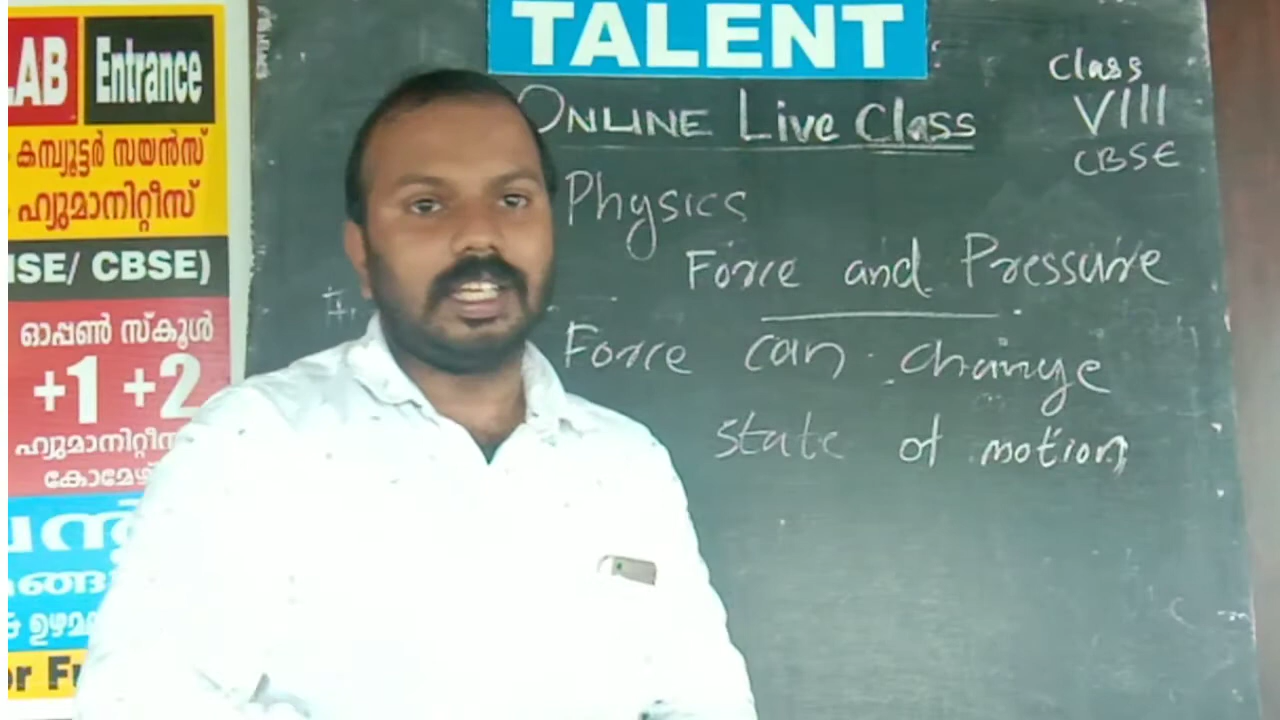 LAB Entrance
കമ്പ്യൂട്ടർ സയൻസ്
ഹ്യുമാനിറ്റീസ്
CBSE)
ഓപ്പൺ സ്കൂൾ
+1 +2
TALENT
ONLINE Live Class
Class
VIII
CBSE
Physics
Force and Pressure
Force can change
state of motion